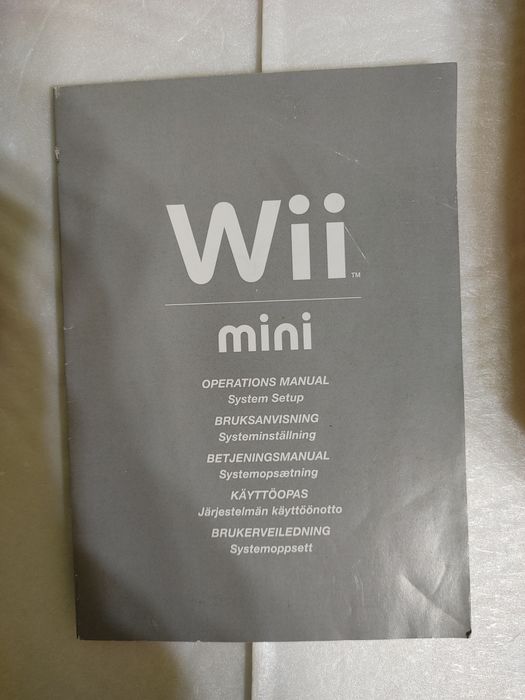 Wii™
mini
OPERATIONS MANUAL
System Setup
BRUKSANVISNING
Systeminställning
BETJENINGSMANUAL
Systemopsætning
KÄYTTÖOPAS
Järjestelmän käyttöönotto
BRUKERVEILEDNING
Systemoppsett